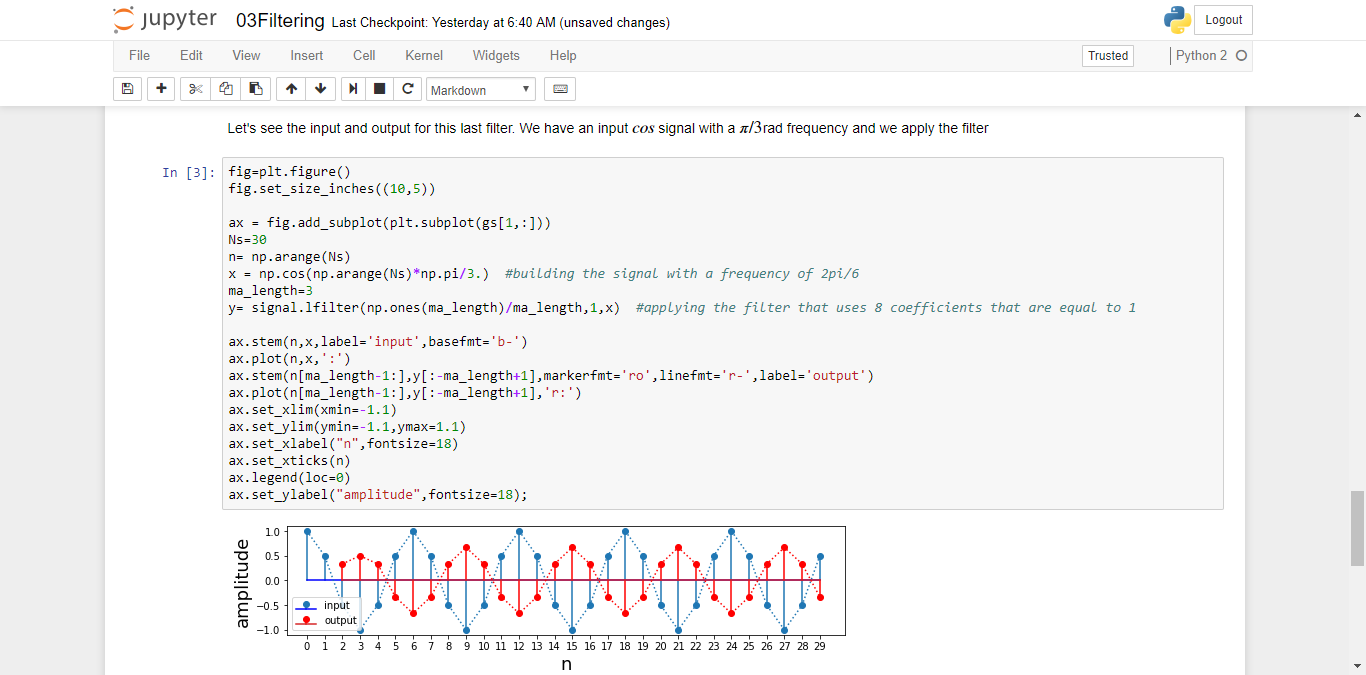 jupyter 03Filtering Last Checkpoint: Yesterday at 6:40 AM (unsaved changes) Logout
File Edit View Insert Cell Kernel Widgets Help Trusted Python 2
Markdown
Let's see the input and output for this last filter. We have an input cos signal with a π/3rad frequency and we apply the filter
In [3]: fig=plt.figure()
fig.set_size_inches((10,5))
ax = fig.add_subplot(plt.subplot(gs[1,:]))
Ns=30
n= np.arange(Ns)
x = np.cos(np.arange(Ns)*np.pi/3.)  #building the signal with a frequency of 2pi/6
ma_length=3
y= signal.lfilter(np.ones(ma_length)/ma_length,1,x)  #applying the filter that uses 8 coefficients that are equal to 1
ax.stem(n,x,label='input',basefmt='b-')
ax.plot(n,x,':')
ax.stem(n[ma_length-1:],y[:-ma_length+1],markerfmt='ro',linefmt='r-',label='output')
ax.plot(n[ma_length-1:],y[:-ma_length+1],'r:')
ax.set_xlim(xmin=-1.1)
ax.set_ylim(ymin=-1.1,ymax=1.1)
ax.set_xlabel("n",fontsize=18)
ax.set_xticks(n)
ax.legend(loc=0)
ax.set_ylabel("amplitude",fontsize=18);
amplitude
1.0
0.5
0.0
−0.5
−1.0
input
output
0 1 2 3 4 5 6 7 8 9 10 11 12 13 14 15 16 17 18 19 20 21 22 23 24 25 26 27 28 29
n